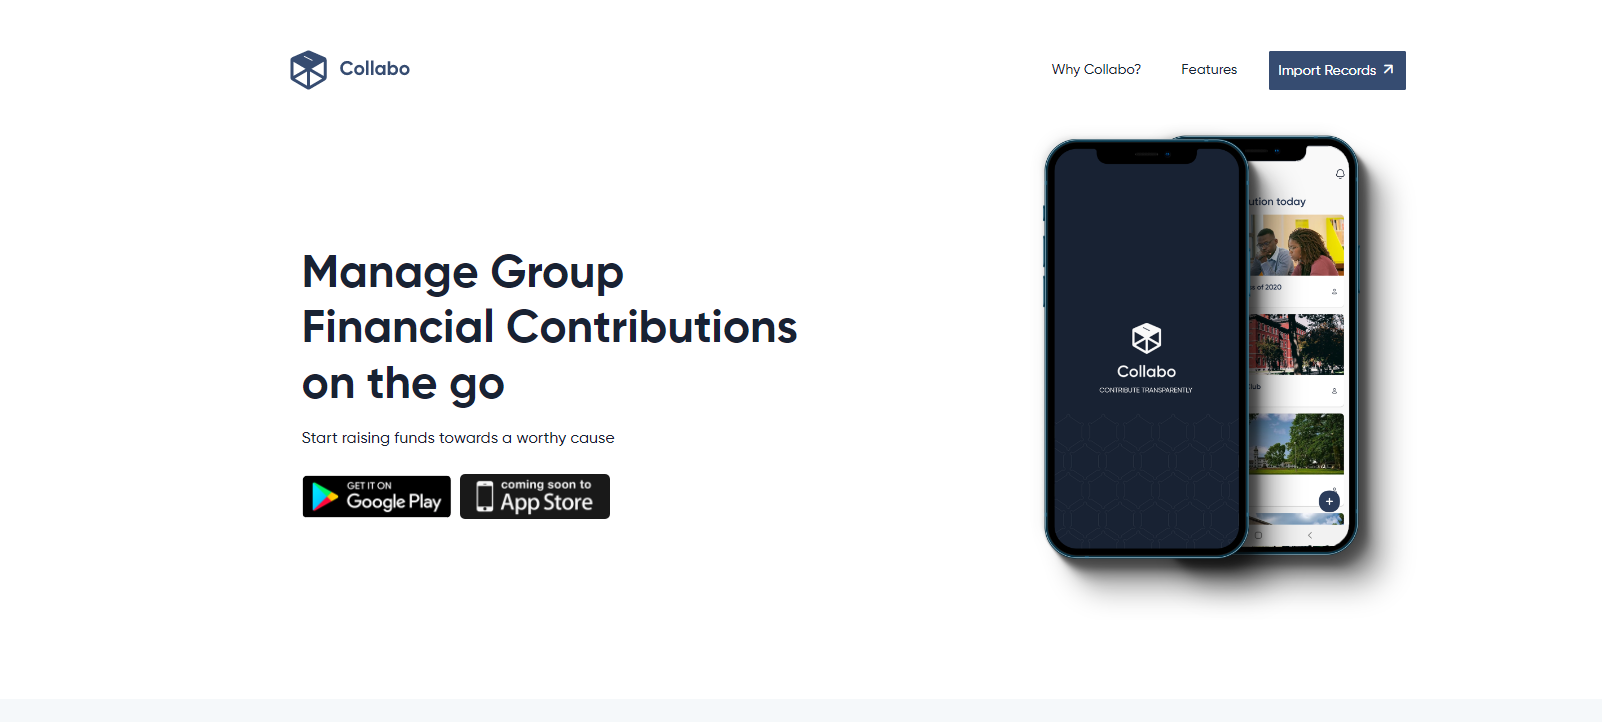 Collabo
Why Collabo?
Features
Import Records
Manage Group
Financial Contributions
on the go
Start raising funds towards a worthy cause
GET IT ON
Google Play
coming soon to
App Store
Collabo
CONTRIBUTE TRANSPARENTLY
ution today
s of 2020
Club